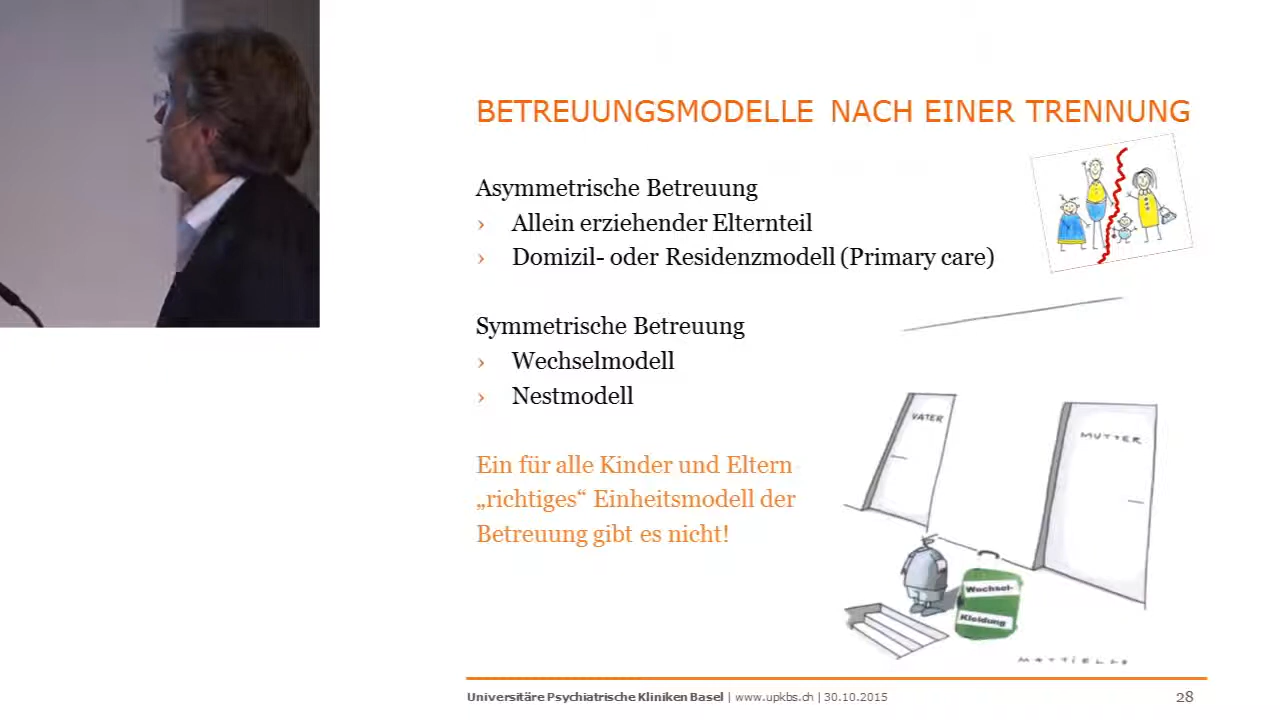 BETREUUNGSMODELLE NACH EINER TRENNUNG
Asymmetrische Betreuung
› Allein erziehender Elternteil
› Domizil- oder Residenzmodell (Primary care)
Symmetrische Betreuung
› Wechselmodell
› Nestmodell
Ein für alle Kinder und Eltern
„richtiges“ Einheitsmodell der
Betreuung gibt es nicht!
VATER
MUTTER
Wechsel-
Kleidung
MATTIELLO
Universitäre Psychiatrische Kliniken Basel | www.upkbs.ch | 30.10.2015
28